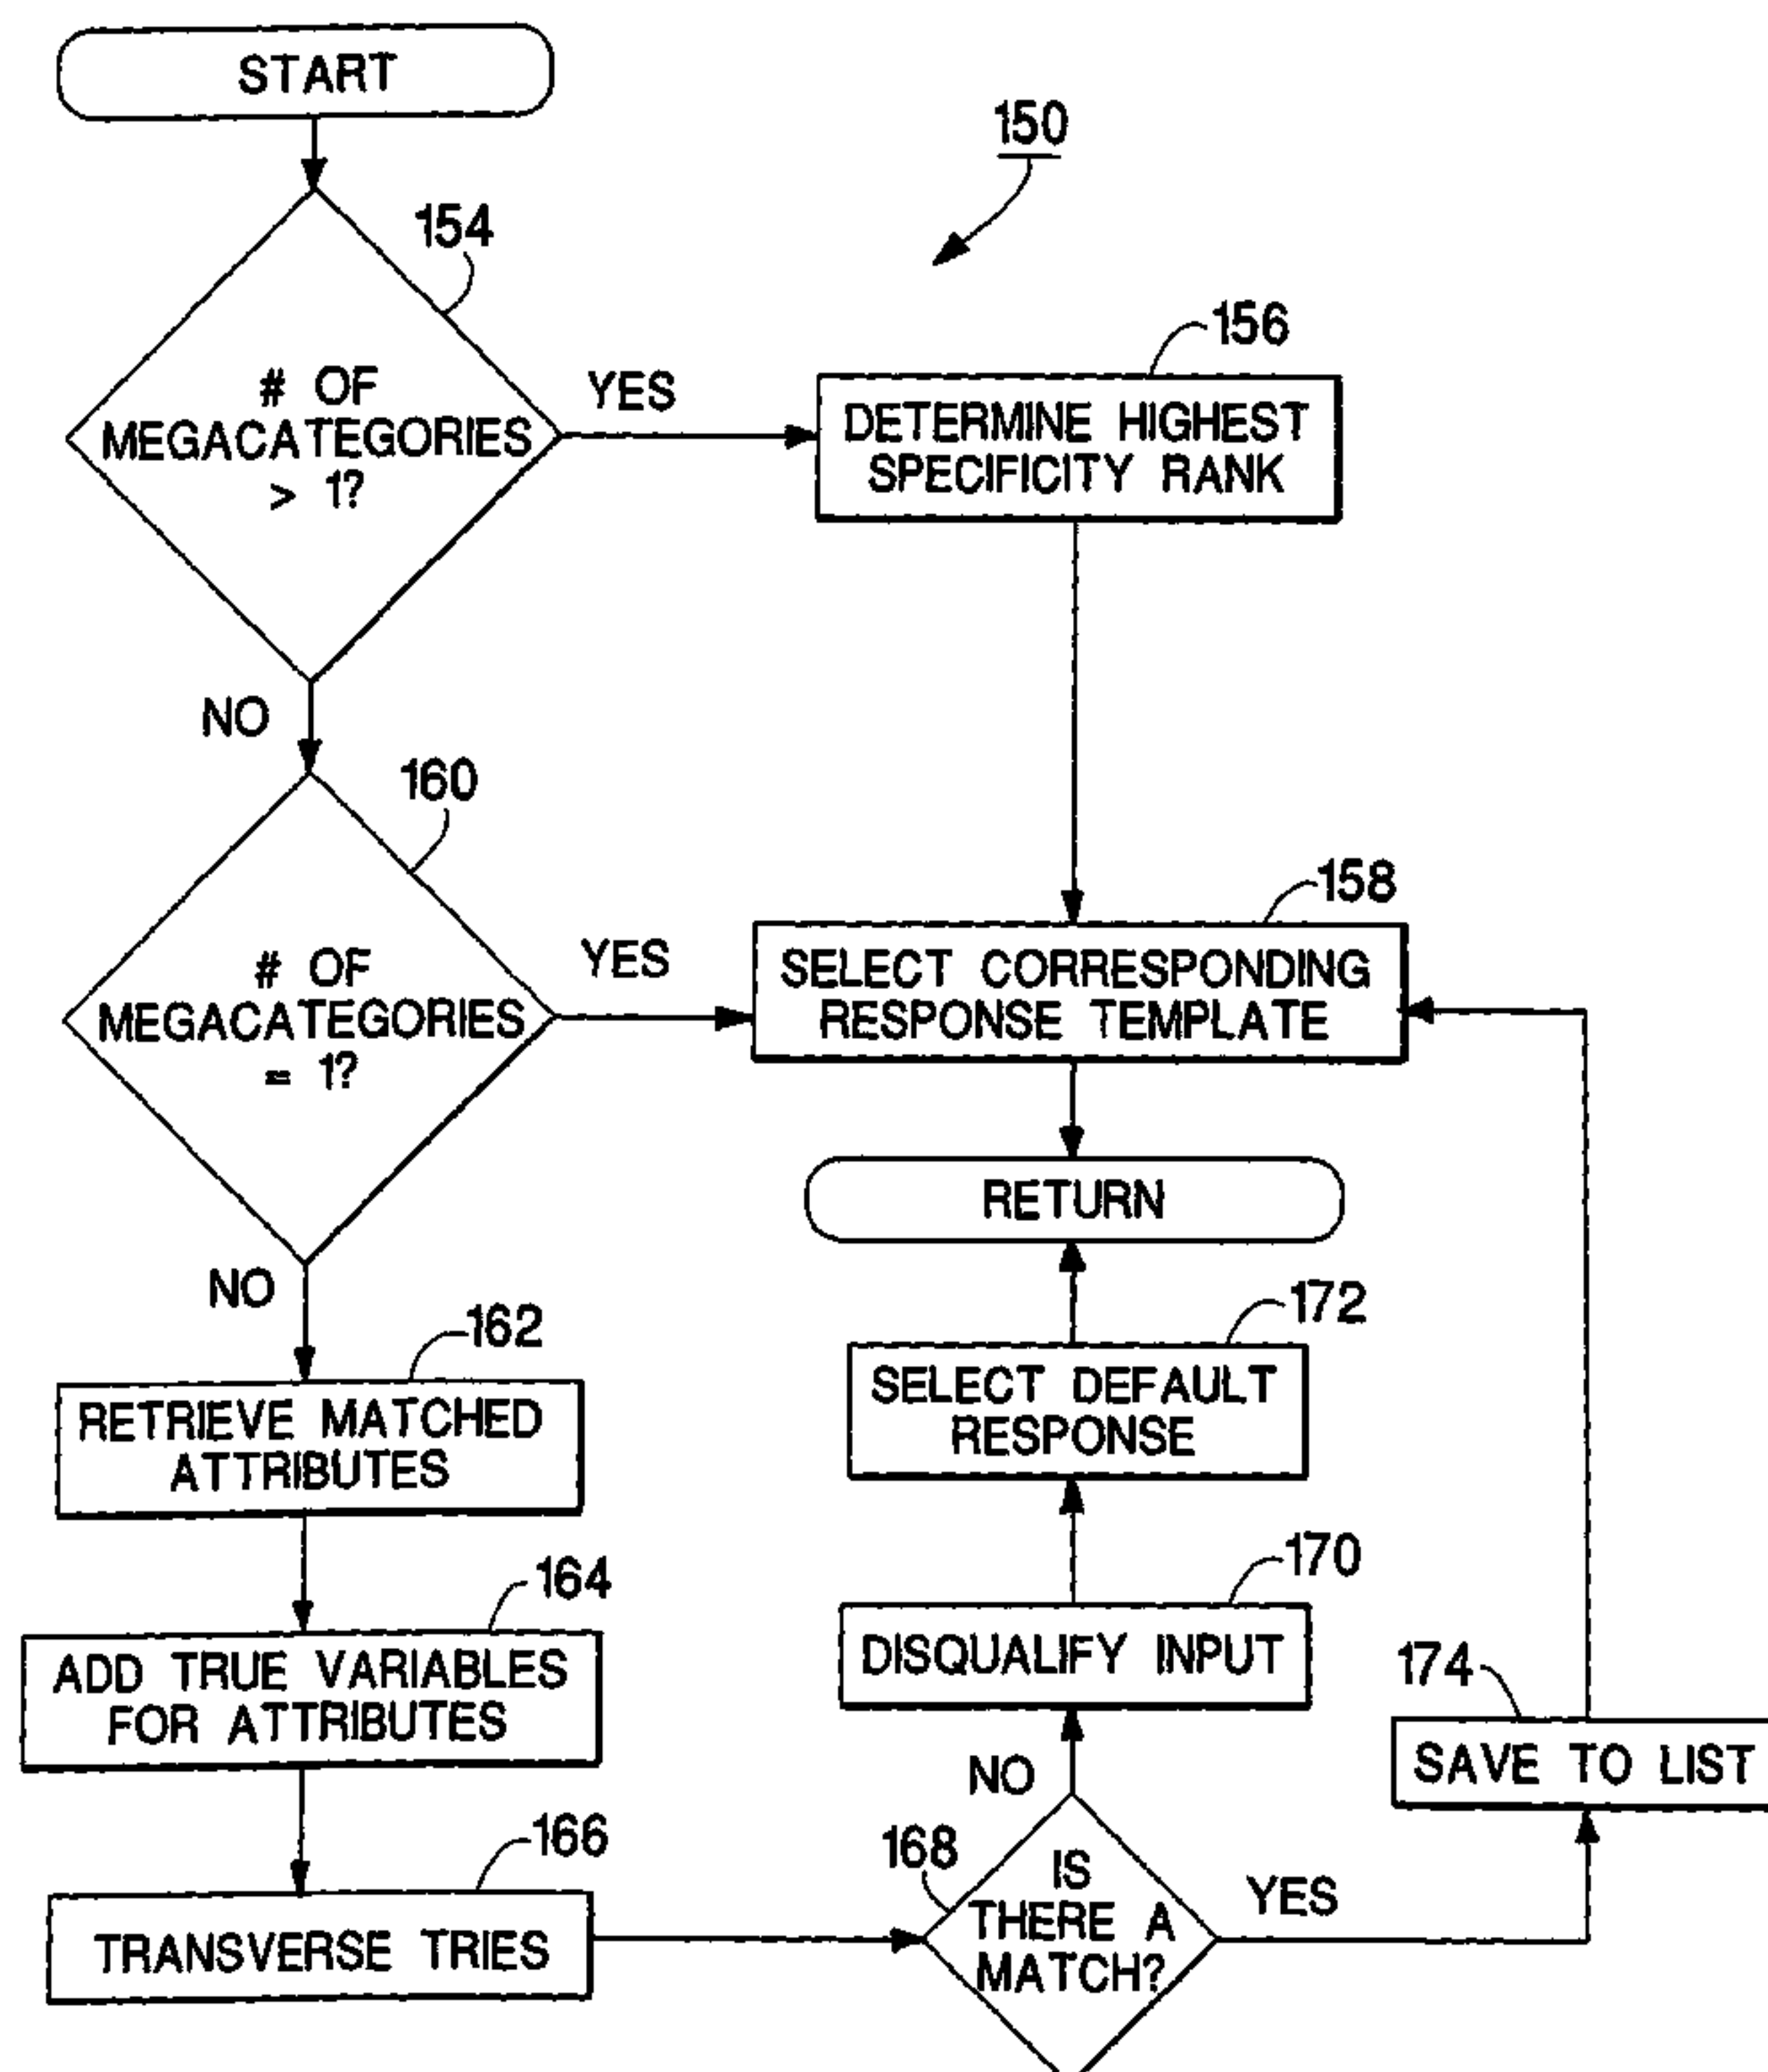 START
150
154
# OF
MEGACATEGORIES
> 1?
YES
156
DETERMINE HIGHEST
SPECIFICITY RANK
NO
160
# OF
MEGACATEGORIES
= 1?
YES
158
SELECT CORRESPONDING
RESPONSE TEMPLATE
RETURN
NO
162
RETRIEVE MATCHED
ATTRIBUTES
172
SELECT DEFAULT
RESPONSE
164
ADD TRUE VARIABLES
FOR ATTRIBUTES
170
DISQUALIFY INPUT
174
SAVE TO LIST
NO
166
TRANSVERSE TRIES
168
IS
THERE A
MATCH?
YES